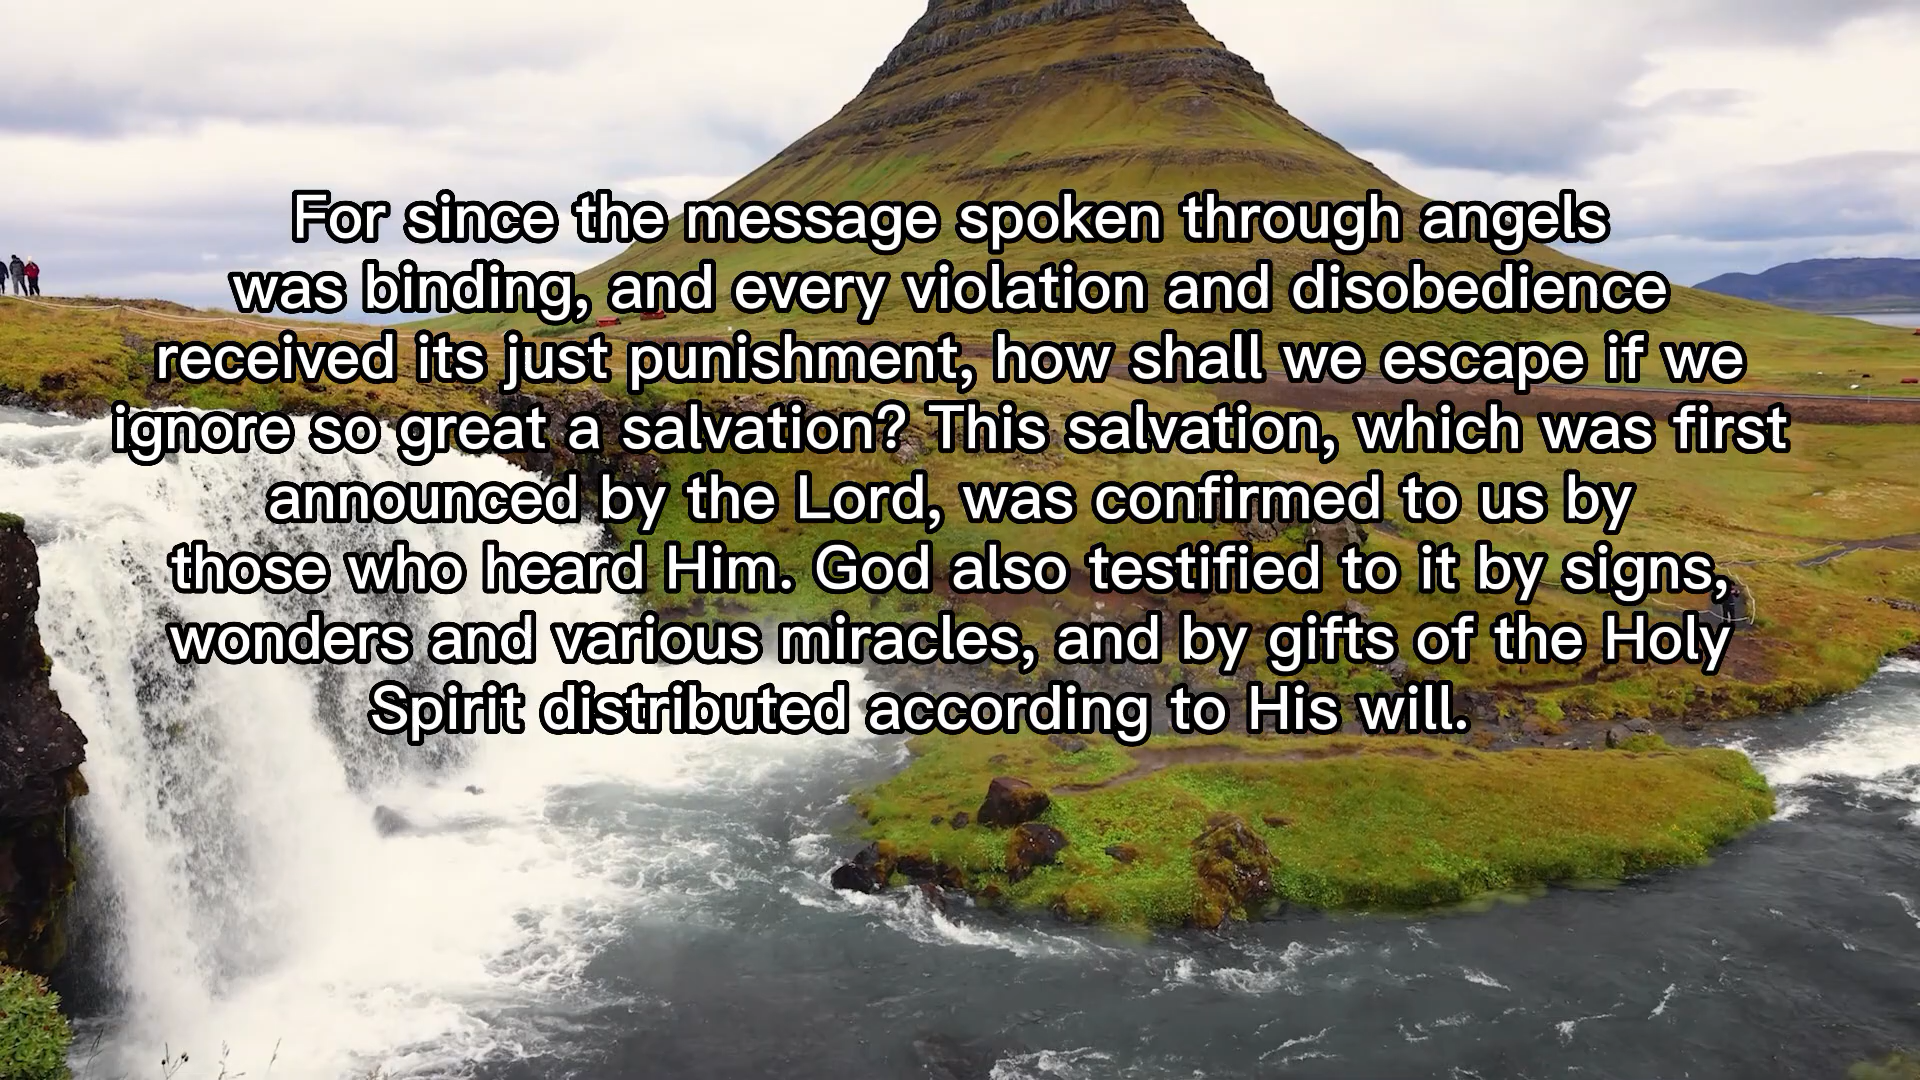 For since the message spoken through angels
was binding, and every violation and disobedience
received its just punishment, how shall we escape if we
ignore so great a salvation? This salvation, which was first
announced by the Lord, was confirmed to us by
those who heard Him. God also testified to it by signs,
wonders and various miracles, and by gifts of the Holy
Spirit distributed according to His will.